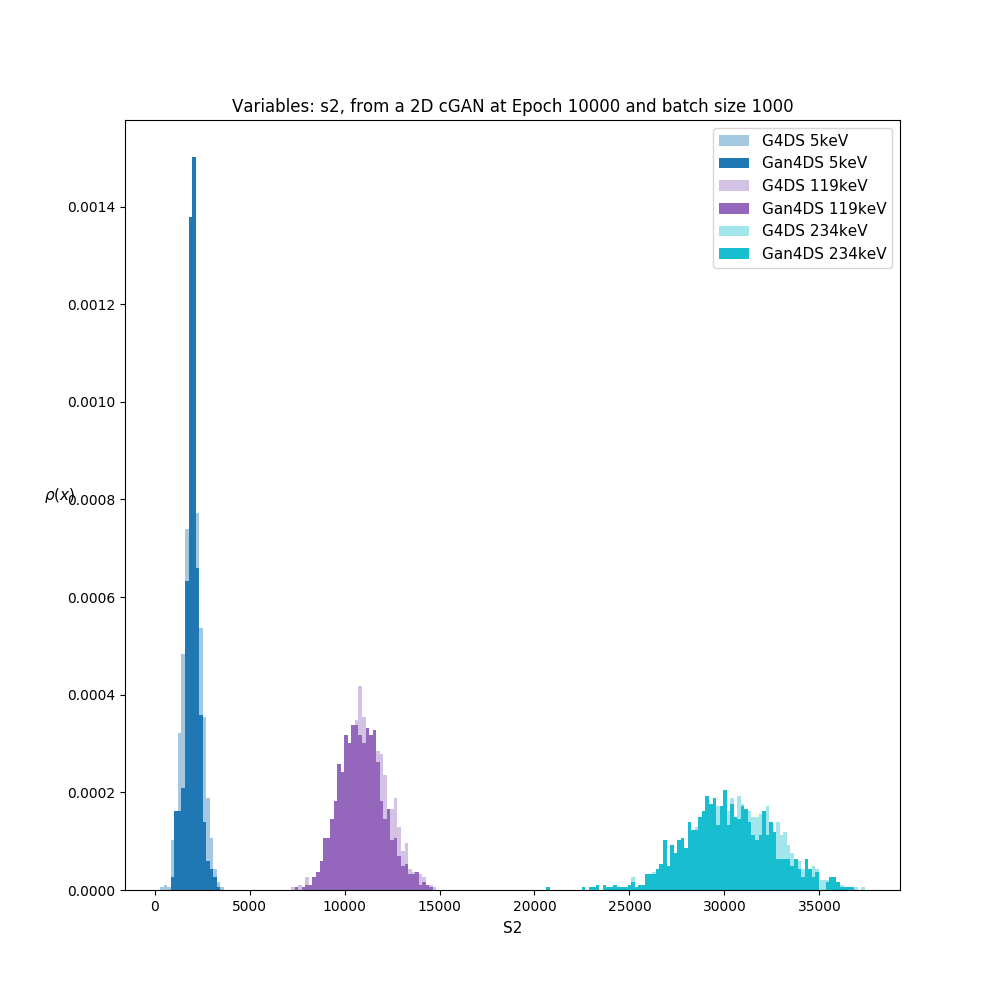 Variables: s2, from a 2D cGAN at Epoch 10000 and batch size 1000
G4DS 5keV
Gan4DS 5keV
G4DS 119keV
Gan4DS 119keV
G4DS 234keV
Gan4DS 234keV
0.0014
0.0012
0.0010
ρ(x)
0.0008
0.0006
0.0004
0.0002
0.0000
0 5000 10000 15000 20000 25000 30000 35000
S2